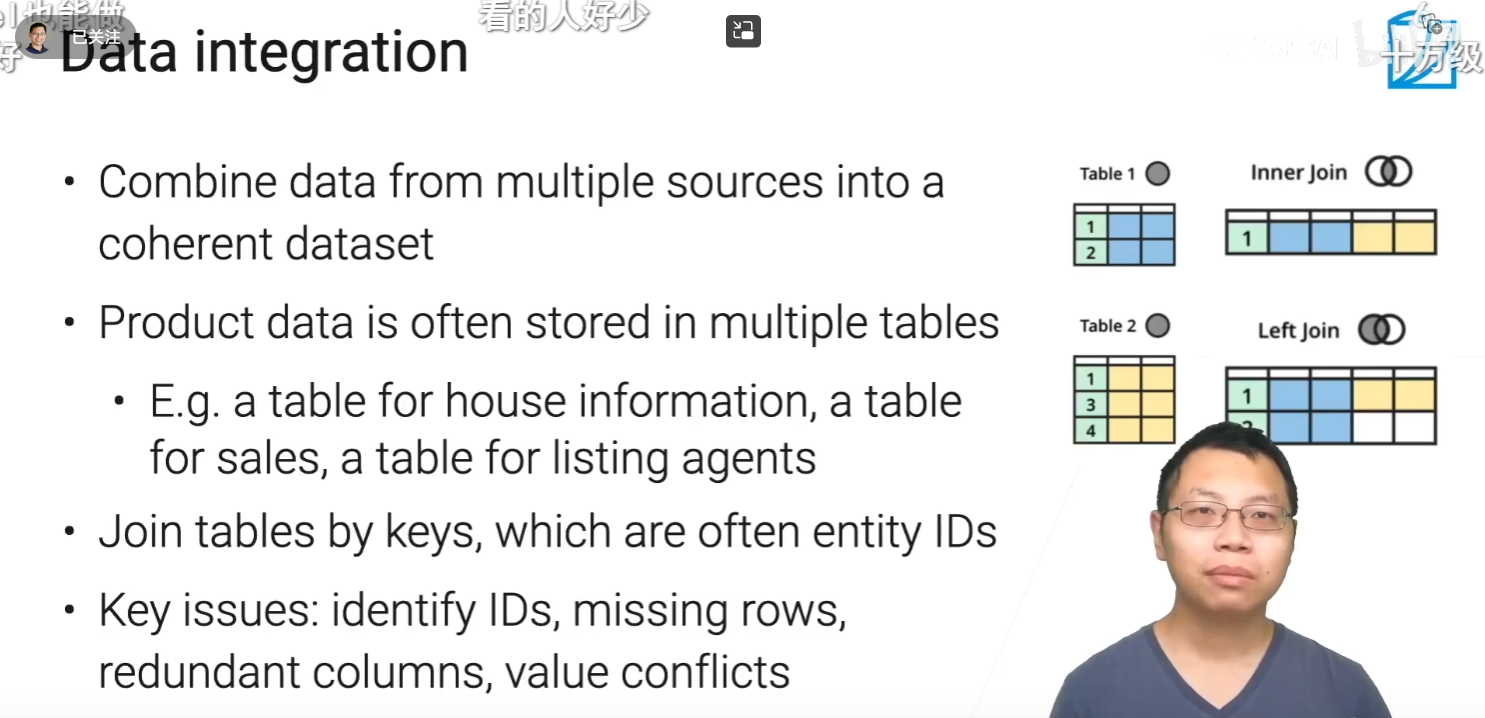 el也能做
看的人好少
好
已关注
Data integration
十万级
• Combine data from multiple sources into a
coherent dataset
• Product data is often stored in multiple tables
• E.g. a table for house information, a table
for sales, a table for listing agents
• Join tables by keys, which are often entity IDs
• Key issues: identify IDs, missing rows,
redundant columns, value conflicts
Table 1
1
2
Inner Join
1
Table 2
1
3
4
Left Join
1
2